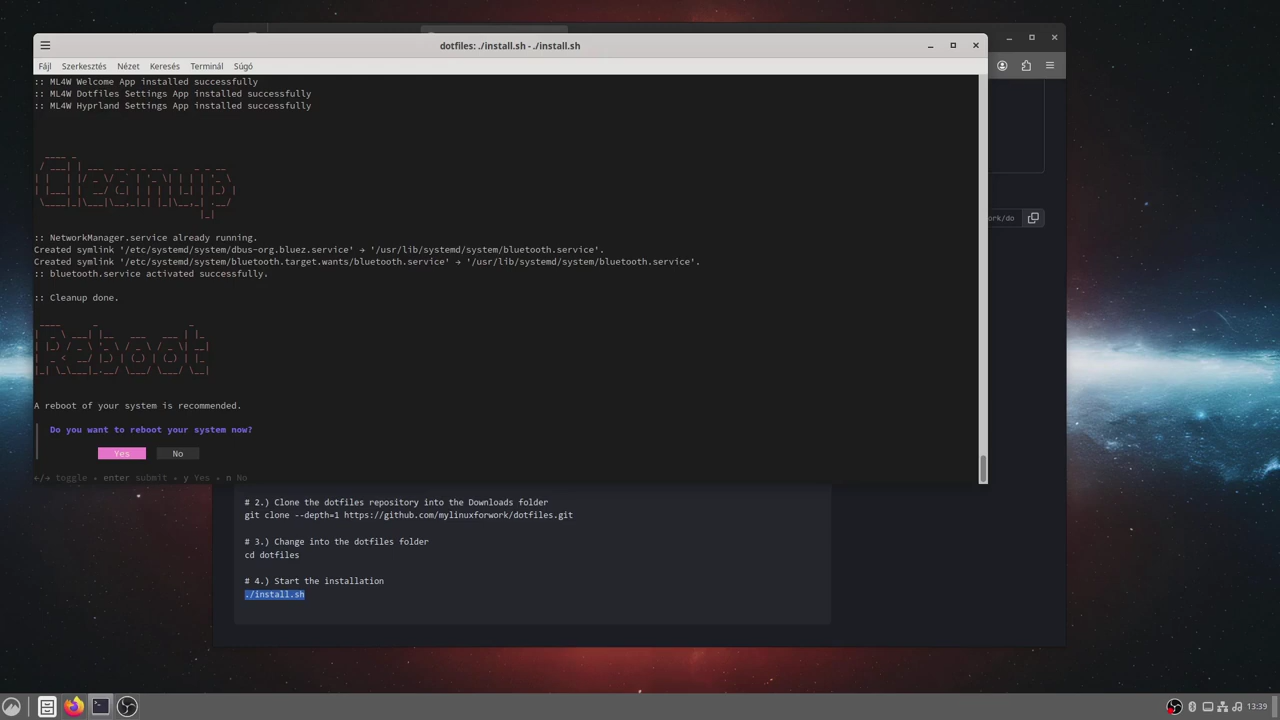 dotfiles: ./install.sh - ./install.sh
Fájl Szerkesztés Nézet Keresés Terminál Súgó
:: ML4W Welcome App installed successfully
:: ML4W Dotfiles Settings App installed successfully
:: ML4W Hyprland Settings App installed successfully
Cleanup
:: NetworkManager.service already running.
Created symlink '/etc/systemd/system/dbus-org.bluez.service' → '/usr/lib/systemd/system/bluetooth.service'.
Created symlink '/etc/systemd/system/bluetooth.target.wants/bluetooth.service' → '/usr/lib/systemd/system/bluetooth.service'.
:: bluetooth.service activated successfully.
:: Cleanup done.
Reboot
A reboot of your system is recommended.
Do you want to reboot your system now?
Yes No
←/→ toggle • enter submit • y Yes • n No
work/do
# 2.) Clone the dotfiles repository into the Downloads folder
git clone --depth=1 https://github.com/mylinuxforwork/dotfiles.git
# 3.) Change into the dotfiles folder
cd dotfiles
# 4.) Start the installation
./install.sh
13:39